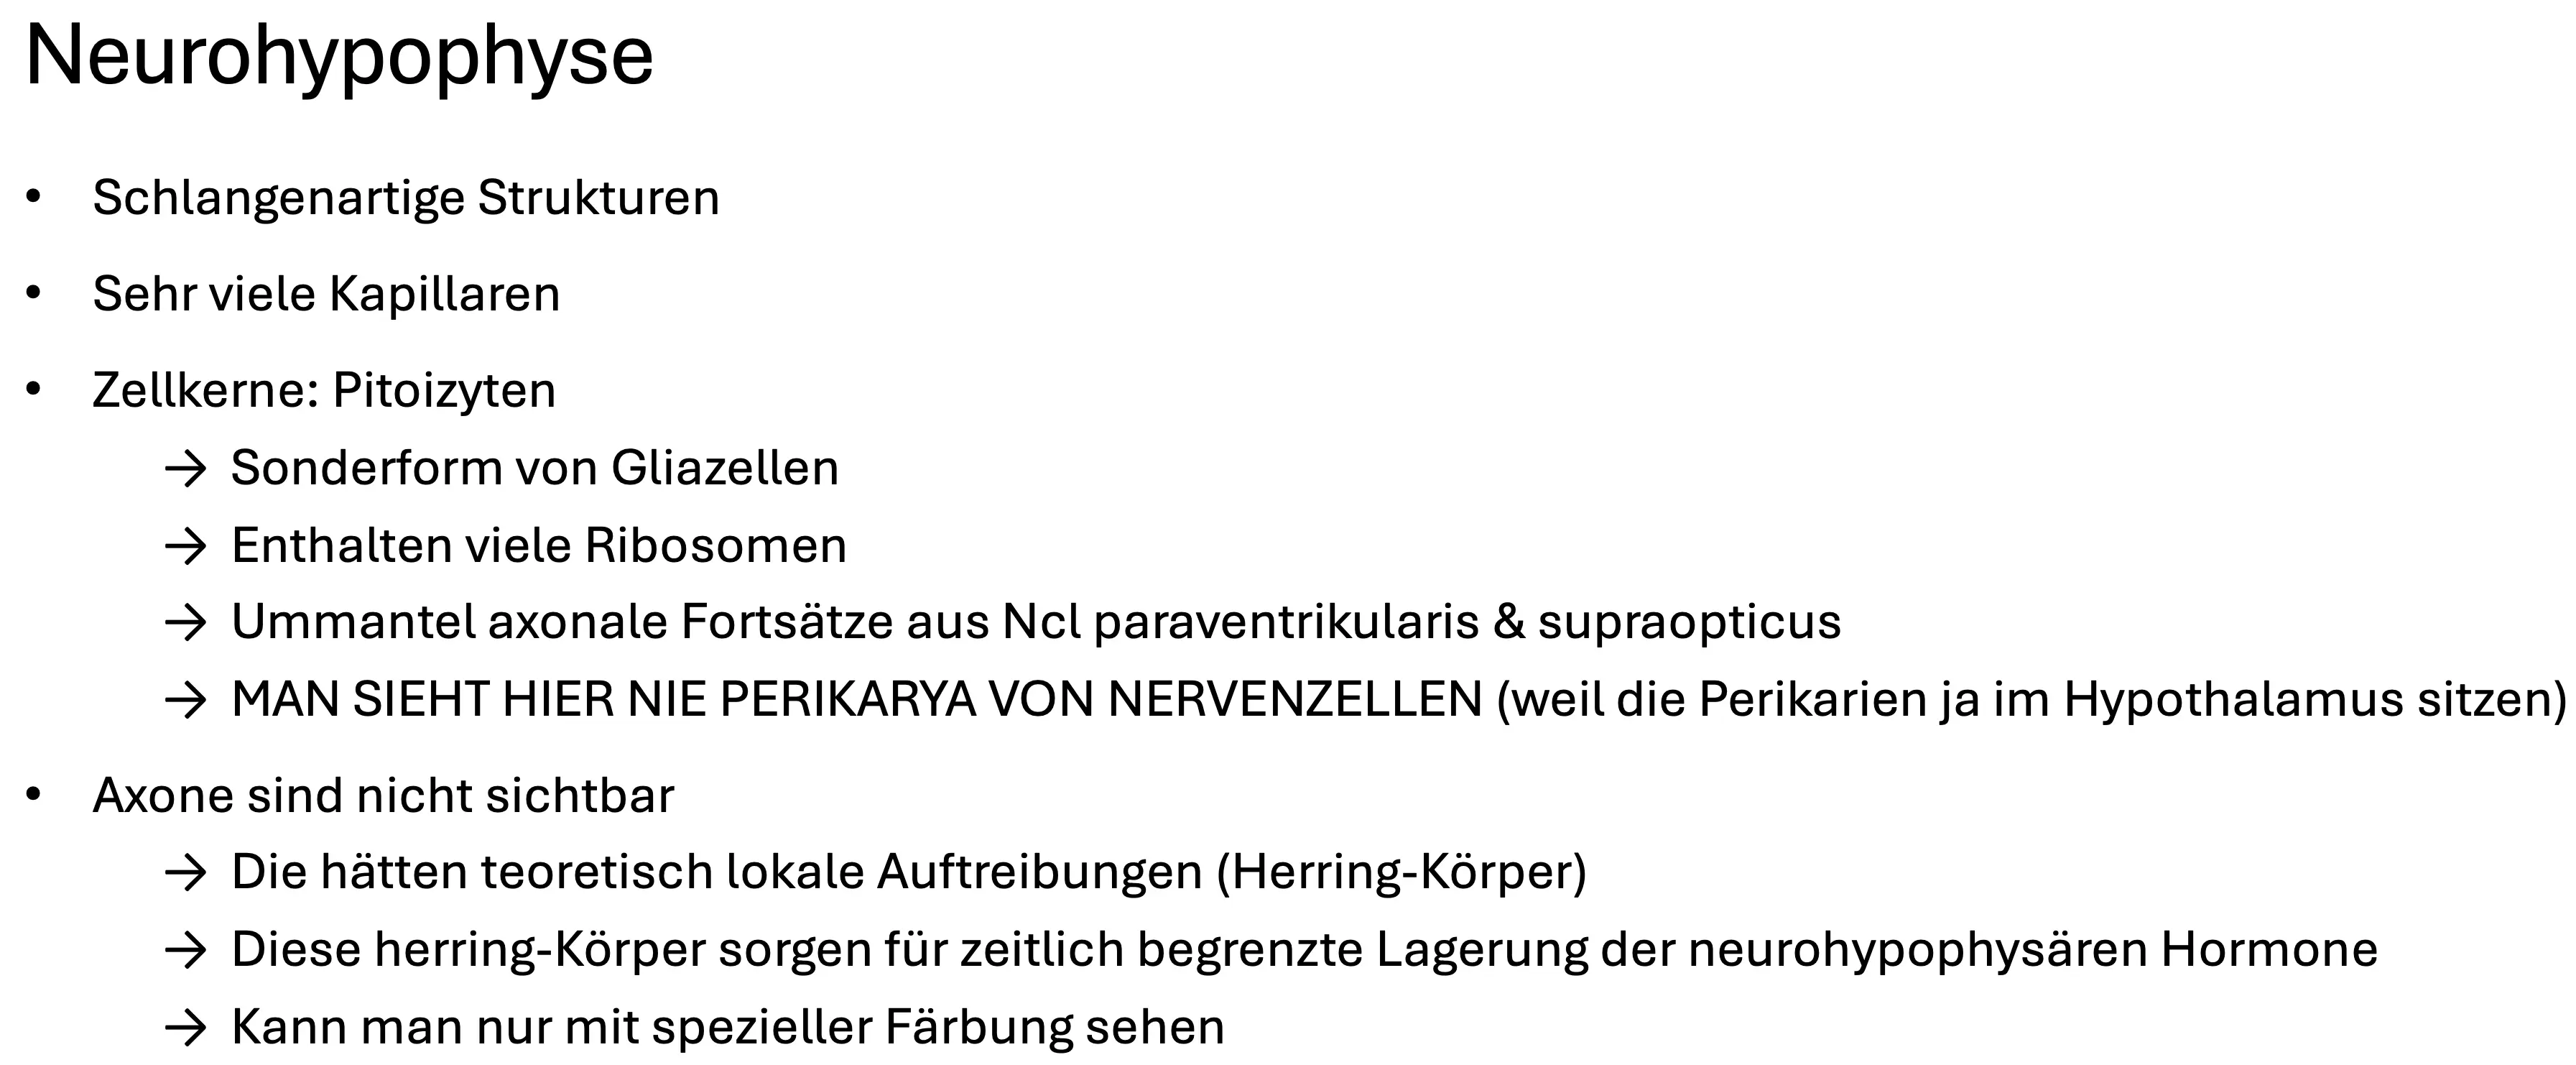 Neurohypophyse
• Schlangenartige Strukturen
• Sehr viele Kapillaren
• Zellkerne: Pitoizyten
→ Sonderform von Gliazellen
→ Enthalten viele Ribosomen
→ Ummantel axonale Fortsätze aus Ncl paraventrikularis & supraopticus
→ MAN SIEHT HIER NIE PERIKARYA VON NERVENZELLEN (weil die Perikarien ja im Hypothalamus sitzen)
• Axone sind nicht sichtbar
→ Die hätten teoretisch lokale Auftreibungen (Herring-Körper)
→ Diese herring-Körper sorgen für zeitlich begrenzte Lagerung der neurohypophysären Hormone
→ Kann man nur mit spezieller Färbung sehen